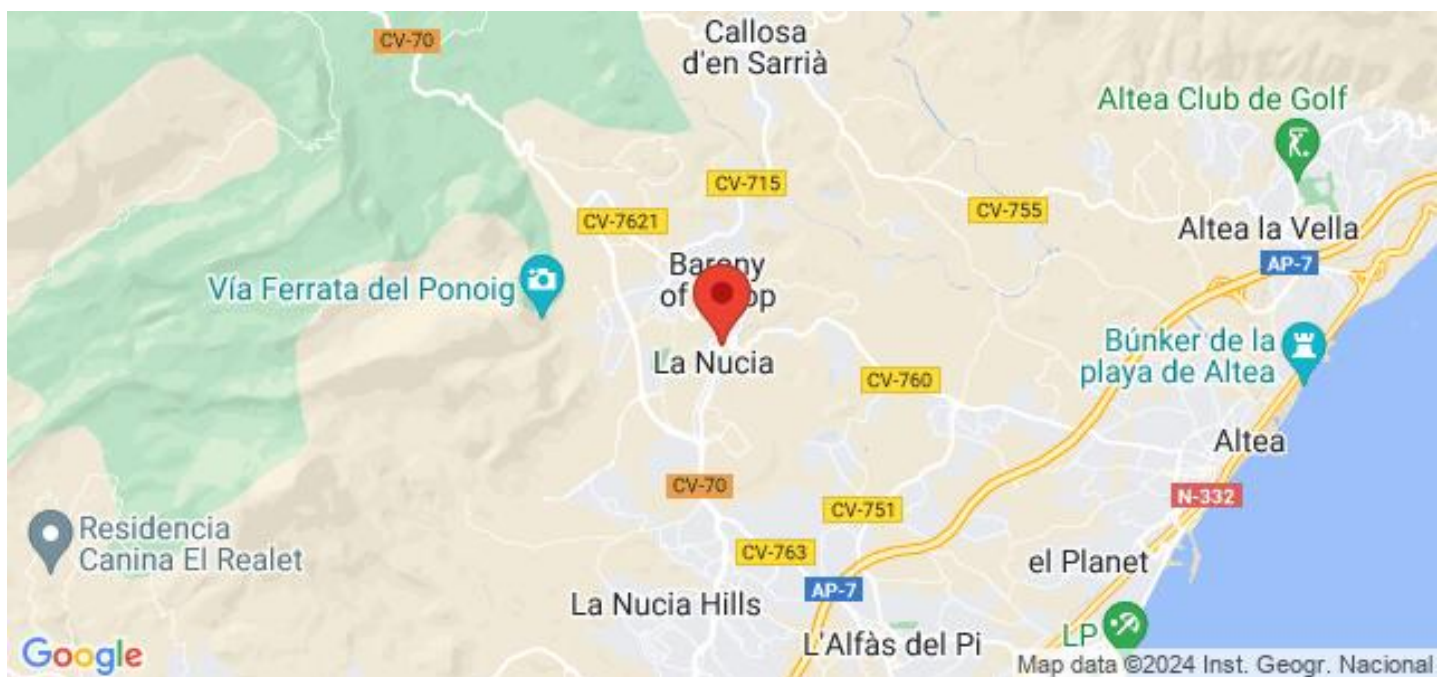 CV-70
Callosa
d'en Sarrià
Altea Club de Golf
CV-715
CV-755
CV-7621
Altea la Vella
AP-7
Barony
of
op
Vía Ferrata del Ponoig
La Nucia
Búnker de la
playa de Altea
CV-760
Altea
CV-70
N-332
CV-751
Residencia
Canina El Realet
CV-763
el Planet
AP-7
La Nucia Hills
LP
L'Alfàs del Pi
Google
Map data ©2024 Inst. Geogr. Nacional